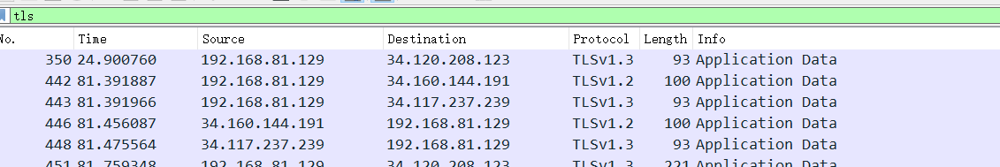 tls
No. Time Source Destination Protocol Length Info
350 24.900760 192.168.81.129 34.120.208.123 TLSv1.3 93 Application Data
442 81.391887 192.168.81.129 34.160.144.191 TLSv1.2 100 Application Data
443 81.391966 192.168.81.129 34.117.237.239 TLSv1.3 93 Application Data
446 81.456087 34.160.144.191 192.168.81.129 TLSv1.2 100 Application Data
448 81.475564 34.117.237.239 192.168.81.129 TLSv1.3 93 Application Data
451 81.759348 192.168.81.129 34.120.208.123 TLSv1.3 221 Application Data